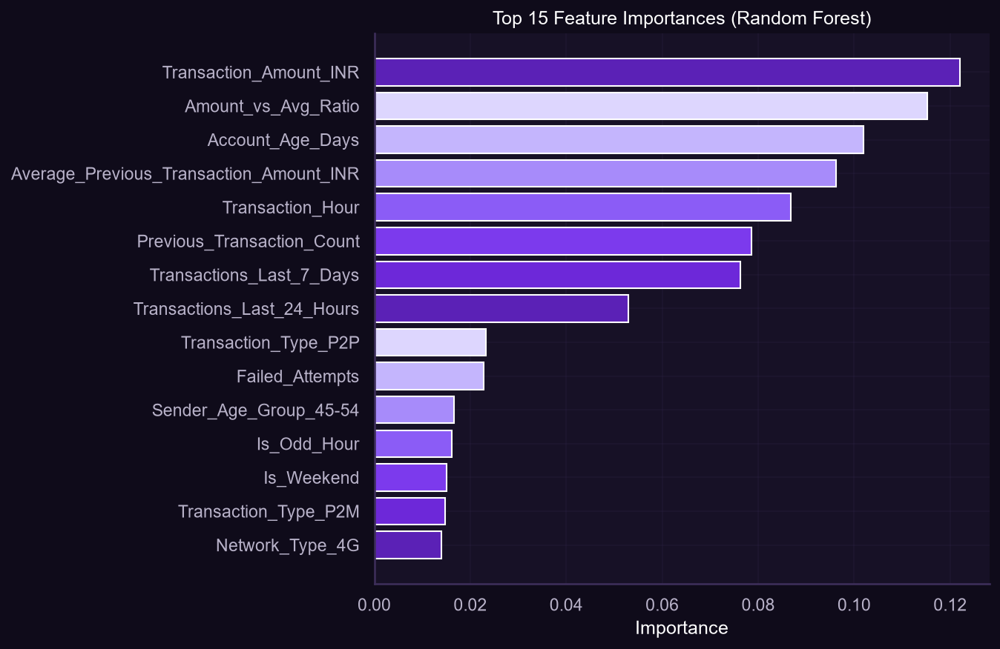 Top 15 Feature Importances (Random Forest)
Transaction_Amount_INR
Amount_vs_Avg_Ratio
Account_Age_Days
Average_Previous_Transaction_Amount_INR
Transaction_Hour
Previous_Transaction_Count
Transactions_Last_7_Days
Transactions_Last_24_Hours
Transaction_Type_P2P
Failed_Attempts
Sender_Age_Group_45-54
Is_Odd_Hour
Is_Weekend
Transaction_Type_P2M
Network_Type_4G
0.00 0.02 0.04 0.06 0.08 0.10 0.12
Importance